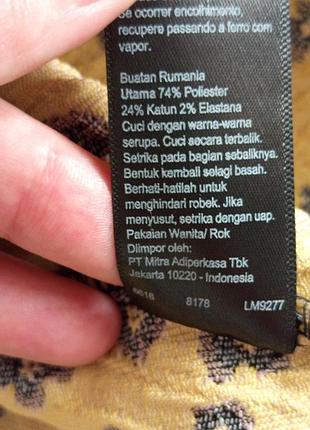 Se ocorrer encolhimento,
recupere passando a ferro com
vapor.
Buatan Rumania
Utama 74% Poliester
24% Katun 2% Elastana
Cuci dengan warna-warna
serupa. Cuci secara terbalik.
Setrika pada bagian sebaliknya.
Bentuk kembali selagi basah.
Berhati-hatilah untuk
menghindari robek. Jika
menyusut, setrika dengan uap.
Pakaian Wanita/ Rok
Diimpor oleh:
PT Mitra Adiperkasa Tbk
Jakarta 10220 - Indonesia
8178 LM9277